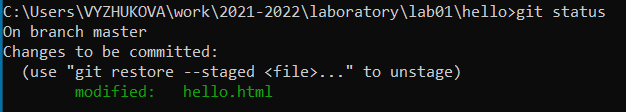 C:\Users\VYZHUKOVA\work\2021-2022\laboratory\lab01\hello>git status
On branch master
Changes to be committed:
  (use "git restore --staged <file>..." to unstage)
        modified:   hello.html